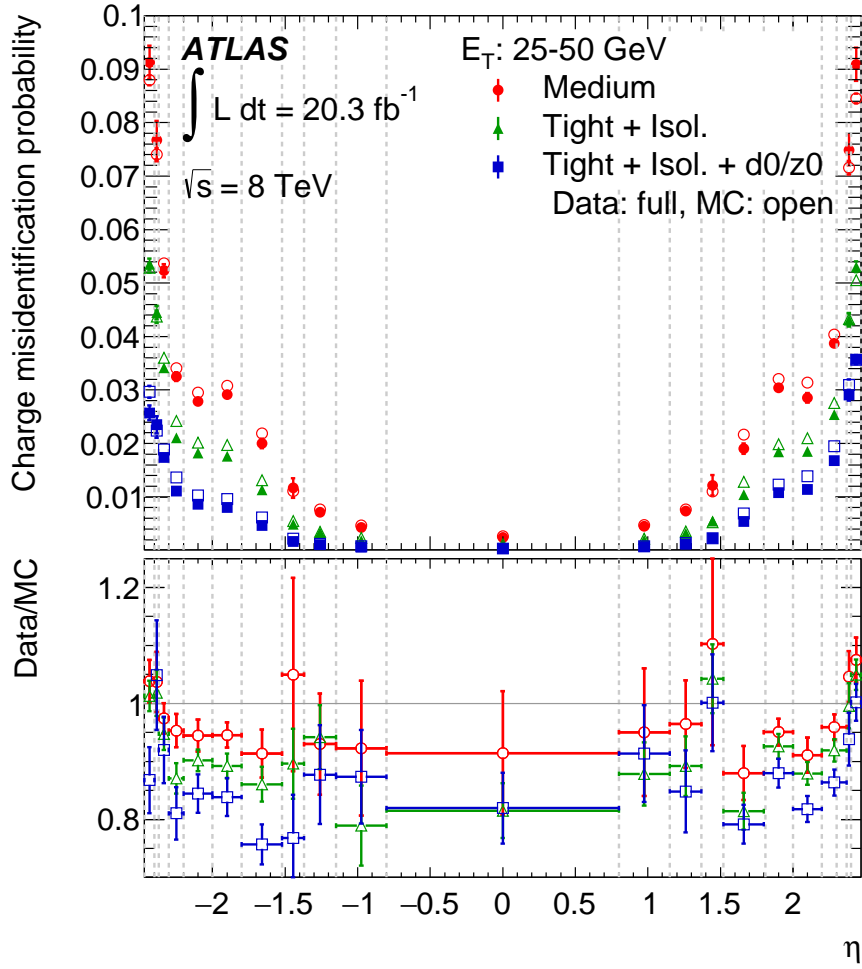 Charge misidentification probability
0.1
0.09
0.08
0.07
0.06
0.05
0.04
0.03
0.02
0.01
ATLAS
∫ L dt = 20.3 fb⁻¹
√s = 8 TeV
E_T: 25-50 GeV
Medium
Tight + Isol.
Tight + Isol. + d0/z0
Data: full, MC: open
Data/MC
1.2
1
0.8
−2 −1.5 −1 −0.5 0 0.5 1 1.5 2
η